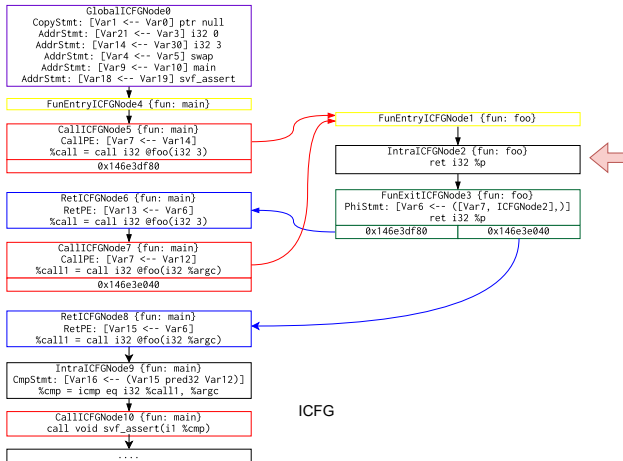 GlobalICFGNode0
CopyStmt: [Var1 <-- Var0] ptr null
AddrStmt: [Var21 <-- Var3] i32 0
AddrStmt: [Var14 <-- Var30] i32 3
AddrStmt: [Var4 <-- Var5] swap
AddrStmt: [Var9 <-- Var10] main
AddrStmt: [Var18 <-- Var19] svf_assert
FunEntryICFGNode4 {fun: main}
CallICFGNode5 {fun: main}
CallPE: [Var7 <-- Var14]
%call = call i32 @foo(i32 3)
0x146e3df80
RetICFGNode6 {fun: main}
RetPE: [Var13 <-- Var6]
%call = call i32 @foo(i32 3)
CallICFGNode7 {fun: main}
CallPE: [Var7 <-- Var12]
%call1 = call i32 @foo(i32 %argc)
0x146e3e040
RetICFGNode8 {fun: main}
RetPE: [Var15 <-- Var6]
%call1 = call i32 @foo(i32 %argc)
IntraICFGNode9 {fun: main}
CmpStmt: [Var16 <-- (Var15 pred32 Var12)]
%cmp = icmp eq i32 %call1, %argc
CallICFGNode10 {fun: main}
call void svf_assert(i1 %cmp)
....
FunEntryICFGNode1 {fun: foo}
IntraICFGNode2 {fun: foo}
ret i32 %p
FunExitICFGNode3 {fun: foo}
PhiStmt: [Var6 <-- ([Var7, ICFGNode2],)]
ret i32 %p
0x146e3df80
0x146e3e040
ICFG